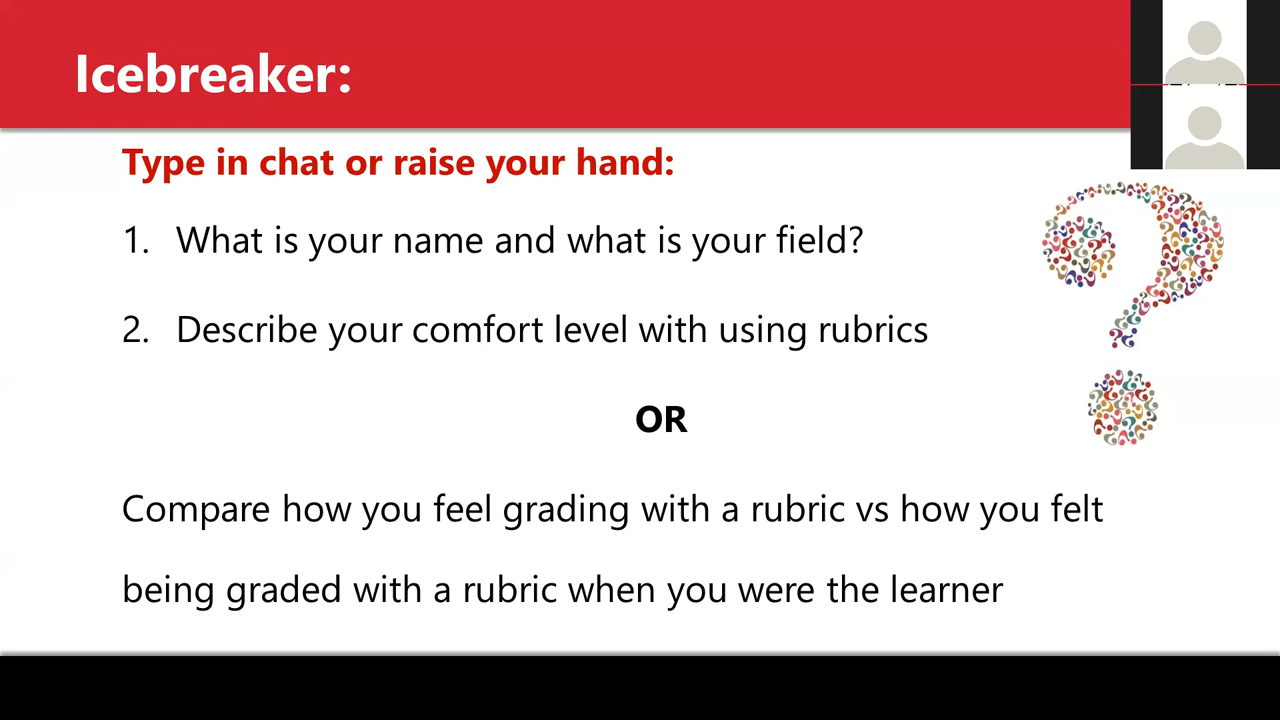 Icebreaker:
Type in chat or raise your hand:
1. What is your name and what is your field?
2. Describe your comfort level with using rubrics
OR
Compare how you feel grading with a rubric vs how you felt
being graded with a rubric when you were the learner